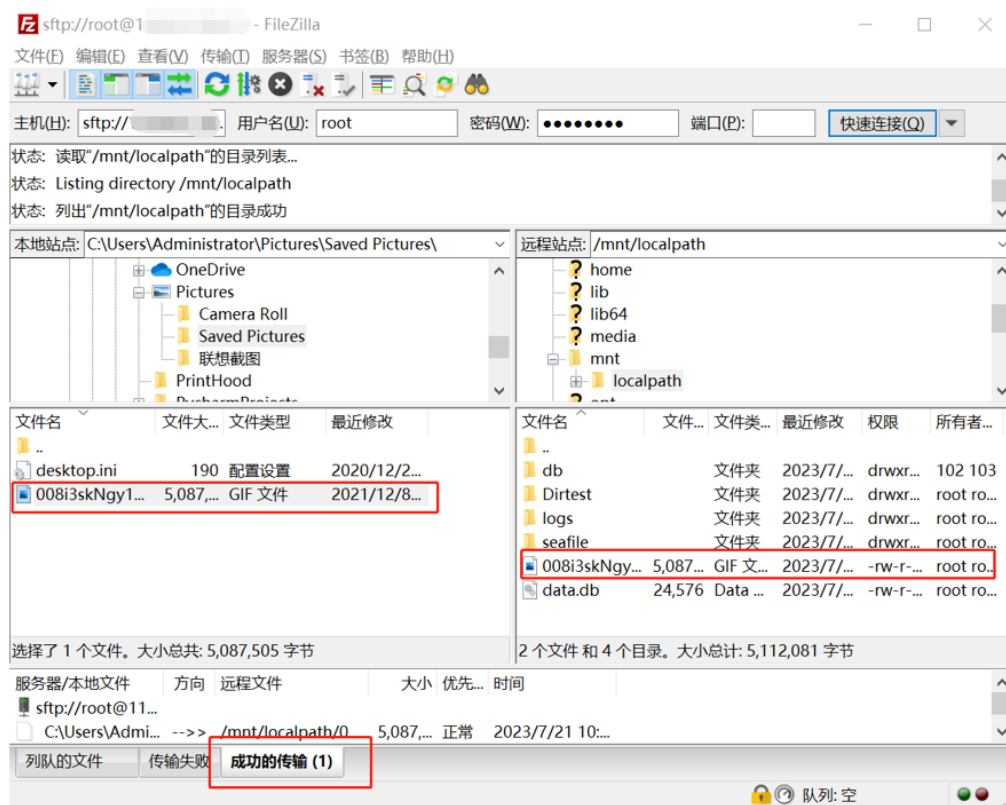 sftp://root@1 - FileZilla
文件(F) 编辑(E) 查看(V) 传输(T) 服务器(S) 书签(B) 帮助(H)
主机(H): sftp:// 用户名(U): root 密码(W): ●●●●●●●● 端口(P): 快速连接(Q)
状态: 读取“/mnt/localpath”的目录列表...
状态: Listing directory /mnt/localpath
状态: 列出“/mnt/localpath”的目录成功
本地站点: C:\Users\Administrator\Pictures\Saved Pictures\
OneDrive
Pictures
Camera Roll
Saved Pictures
联想截图
PrintHood
PycharmProjects
远程站点: /mnt/localpath
home
lib
lib64
media
mnt
localpath
opt
文件名 文件大... 文件类型 最近修改
..
desktop.ini 190 配置设置 2020/12/2...
008i3skNgy1... 5,087,... GIF 文件 2021/12/8...
选择了 1 个文件。大小总共: 5,087,505 字节
文件名 文件... 文件类... 最近修改 权限 所有者...
..
db 文件夹 2023/7/... drwxr... 102 103
Dirtest 文件夹 2023/7/... drwxr... root ro...
logs 文件夹 2023/7/... drwxr... root ro...
seafile 文件夹 2023/7/... drwxr... root ro...
008i3skNgy... 5,087... GIF 文... 2023/7/... -rw-r-... root ro...
data.db 24,576 Data ... 2023/7/... -rw-r-... root ro...
2 个文件 和 4 个目录。大小总计: 5,112,081 字节
服务器/本地文件 方向 远程文件 大小 优先... 时间
sftp://root@11...
C:\Users\Admi... -->> /mnt/localpath/0 5,087,... 正常 2023/7/21 10:...
列队的文件 传输失败 成功的传输 (1)
队列: 空